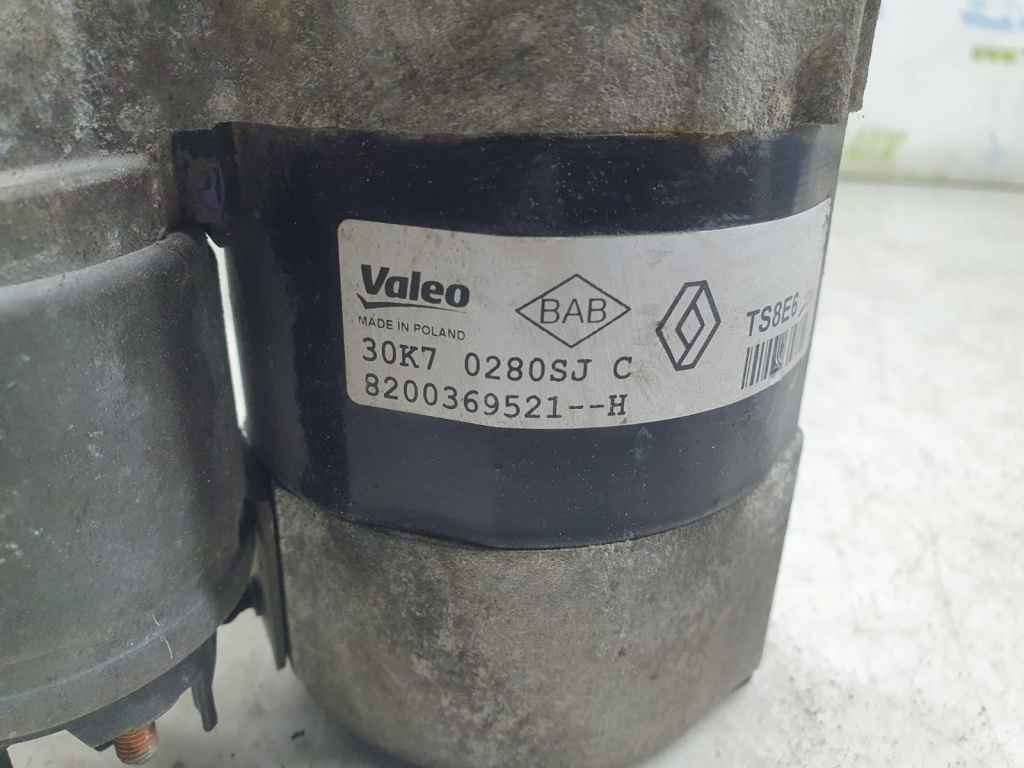 Valeo
MADE IN POLAND
BAB
TS8E6
30K7 0280SJ C
8200369521--H